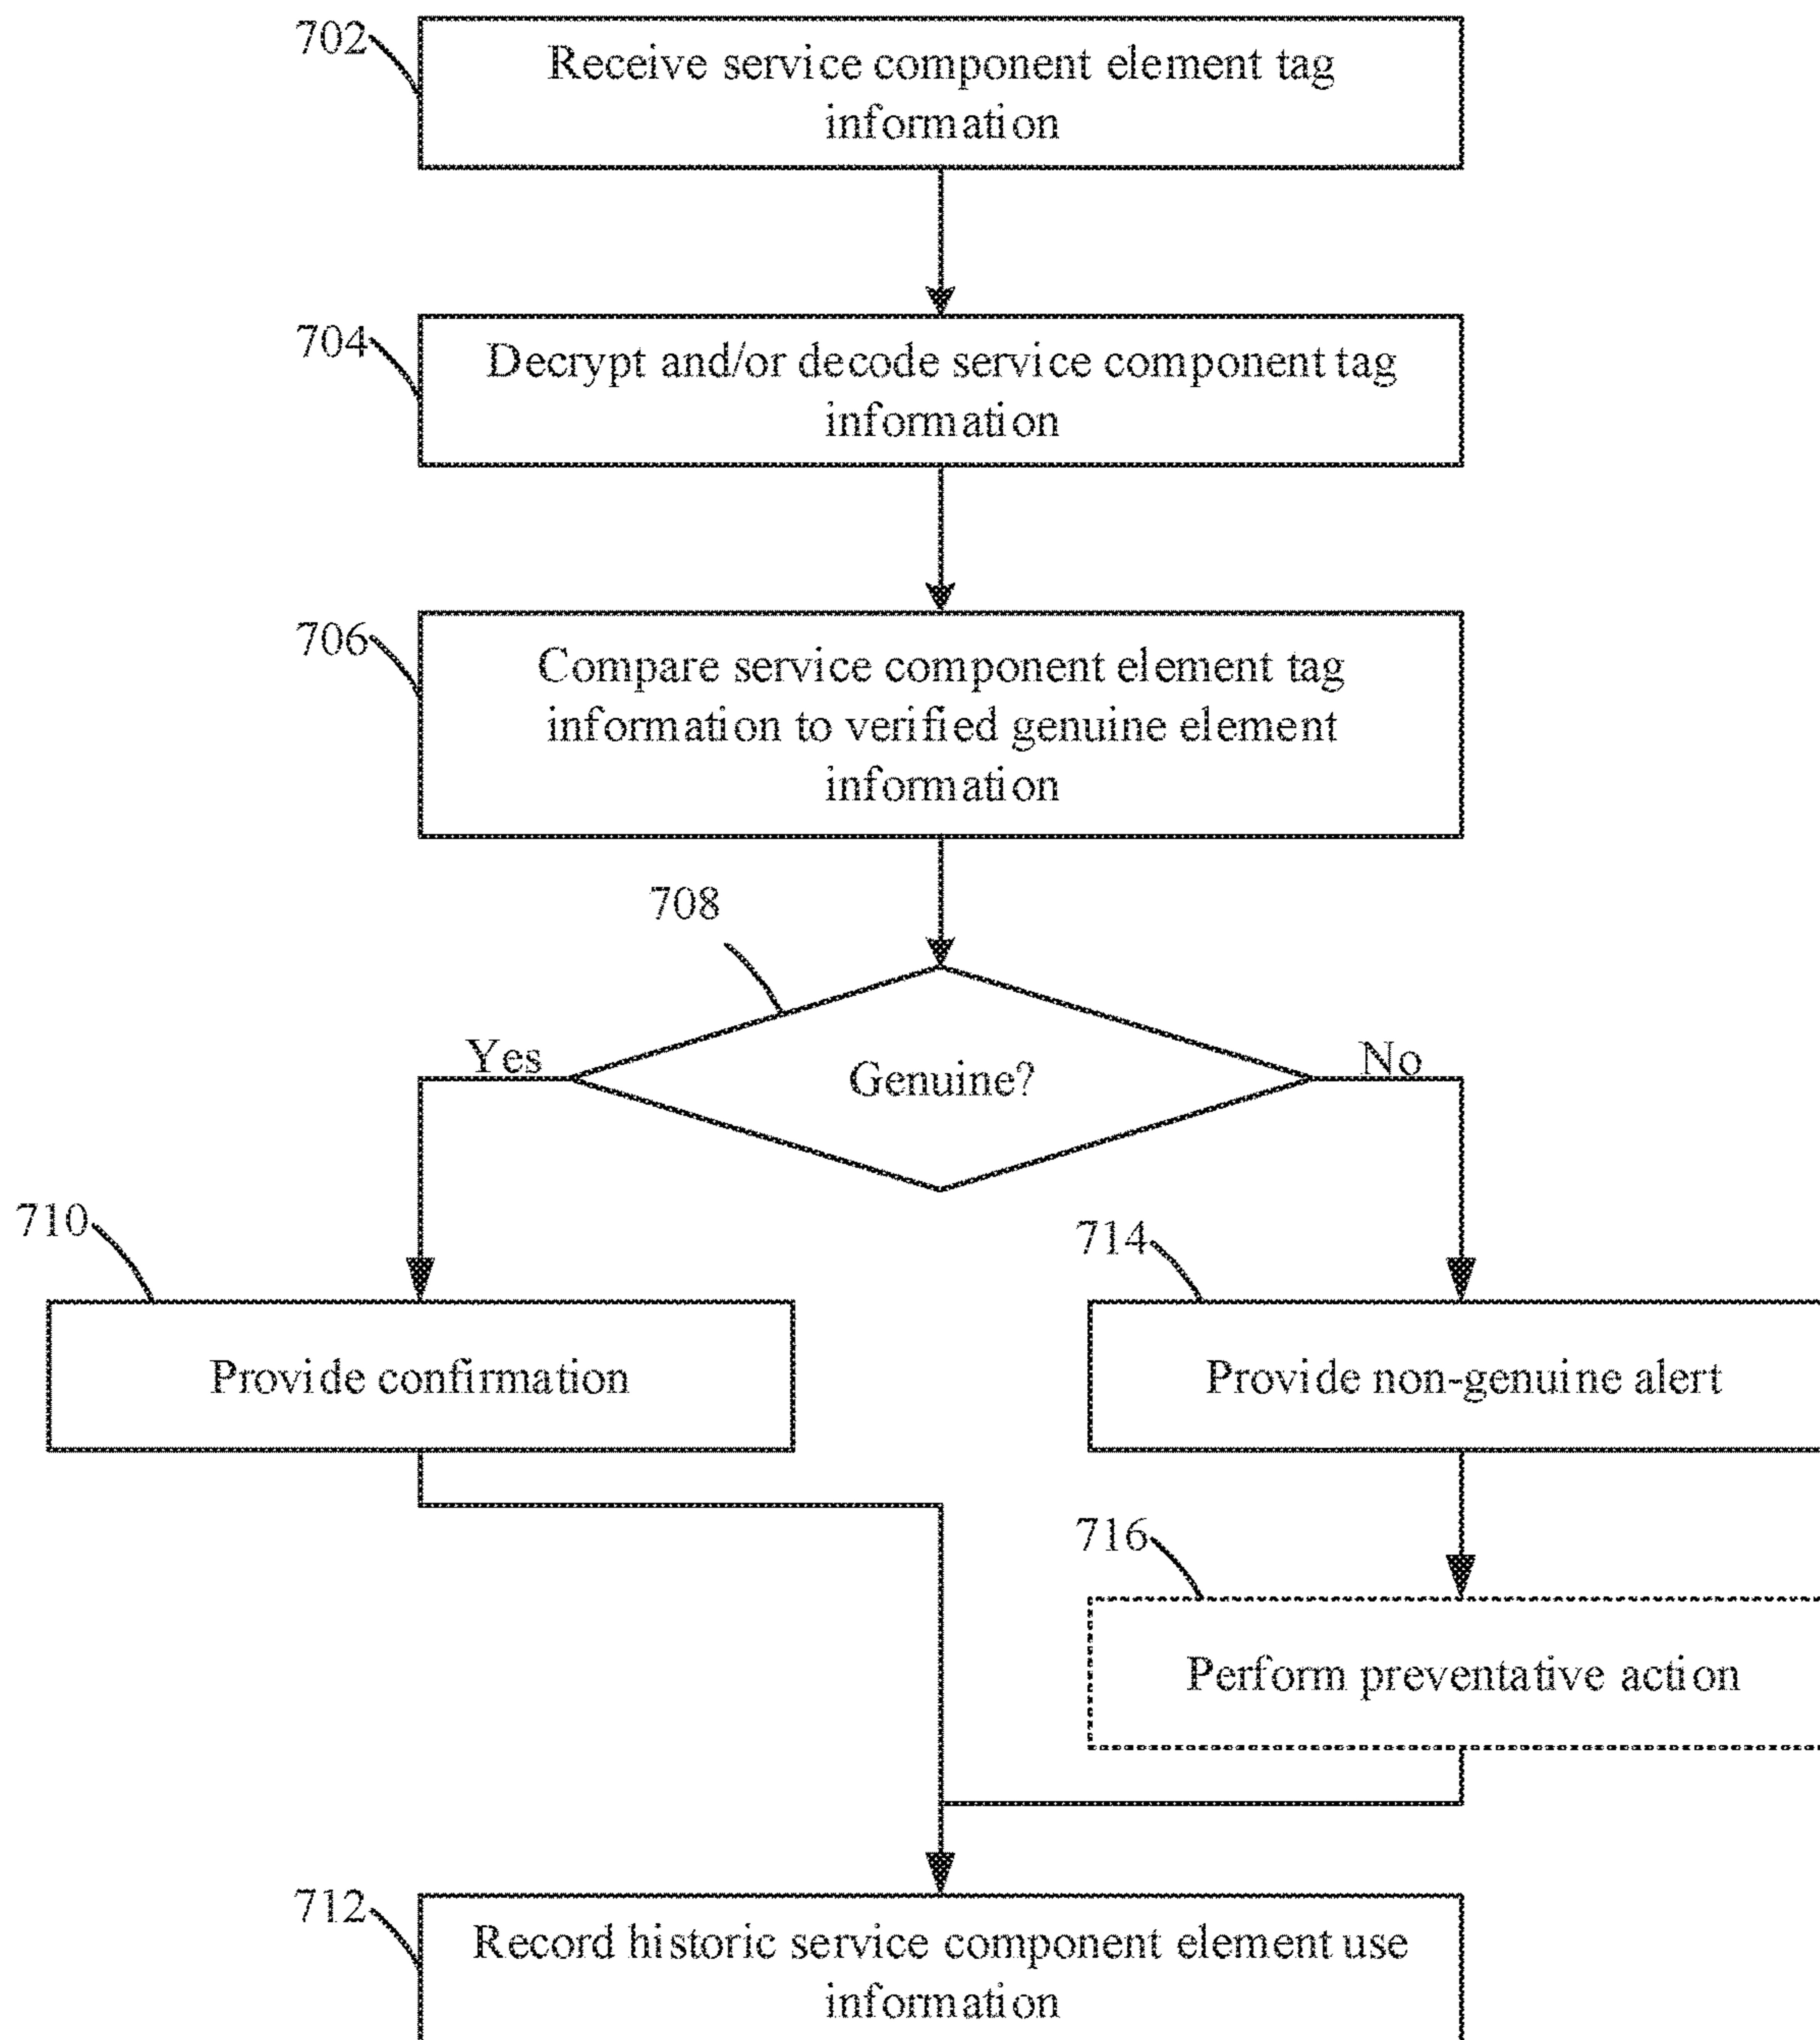 702
Receive service component element tag
information
704
Decrypt and/or decode service component tag
information
706
Compare service component element tag
information to verified genuine element
information
708
Yes
Genuine?
No
710
Provide confirmation
714
Provide non-genuine alert
716
Perform preventative action
712
Record historic service component element use
information